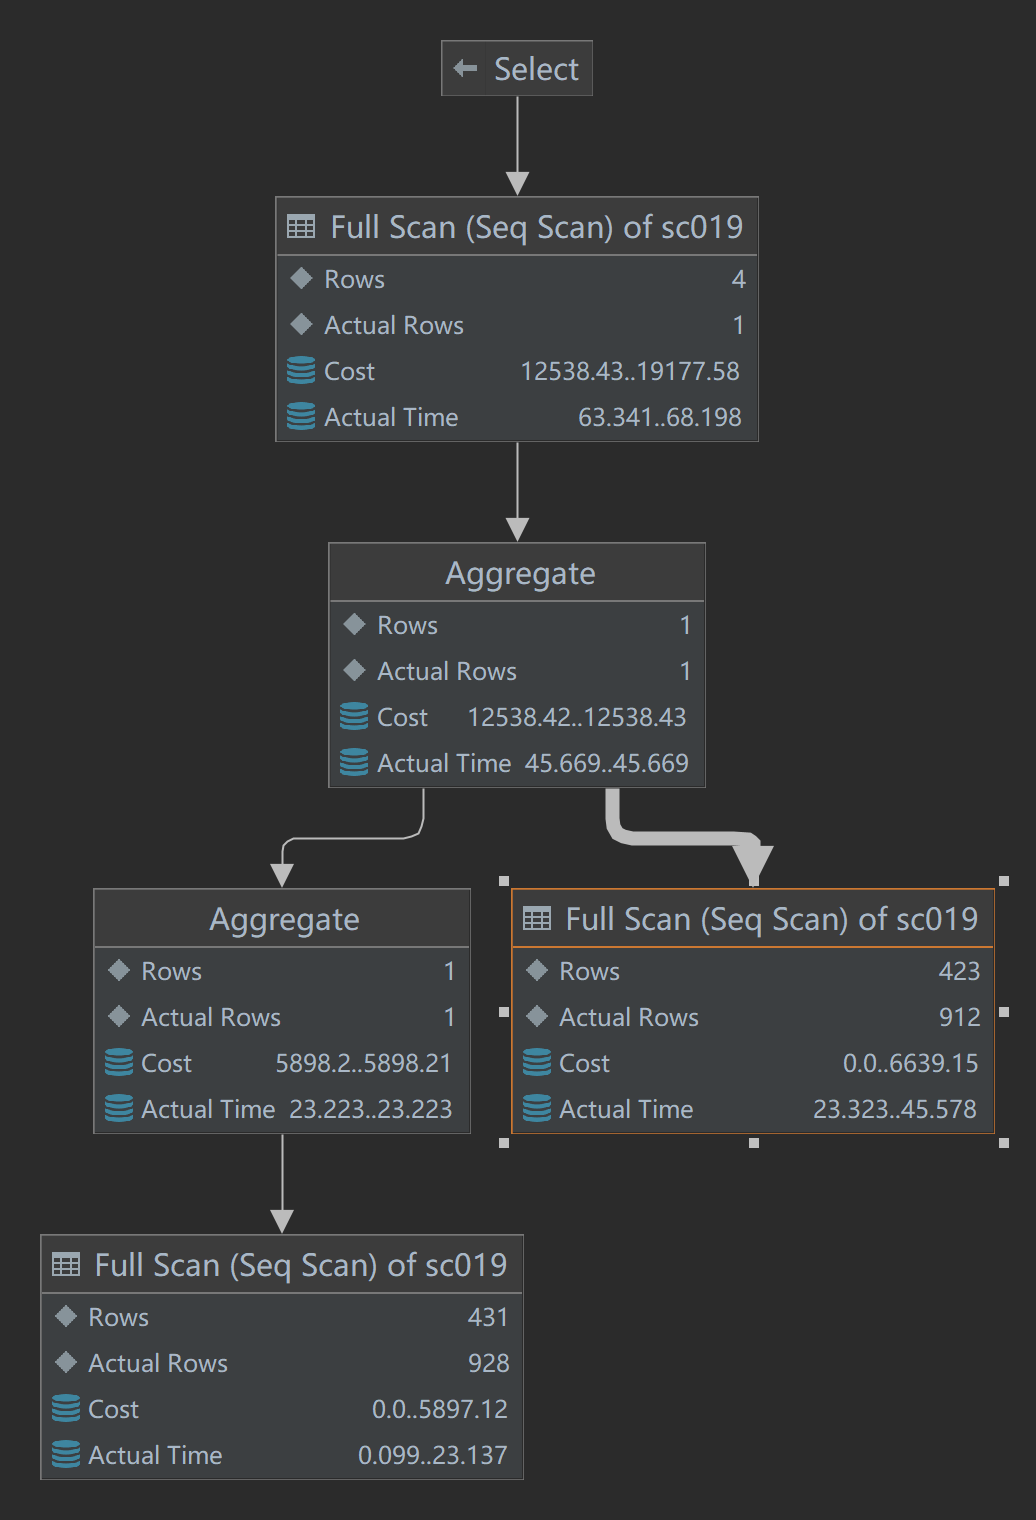 Select
Full Scan (Seq Scan) of sc019
Rows 4
Actual Rows 1
Cost 12538.43..19177.58
Actual Time 63.341..68.198
Aggregate
Rows 1
Actual Rows 1
Cost 12538.42..12538.43
Actual Time 45.669..45.669
Aggregate
Rows 1
Actual Rows 1
Cost 5898.2..5898.21
Actual Time 23.223..23.223
Full Scan (Seq Scan) of sc019
Rows 423
Actual Rows 912
Cost 0.0..6639.15
Actual Time 23.323..45.578
Full Scan (Seq Scan) of sc019
Rows 431
Actual Rows 928
Cost 0.0..5897.12
Actual Time 0.099..23.137